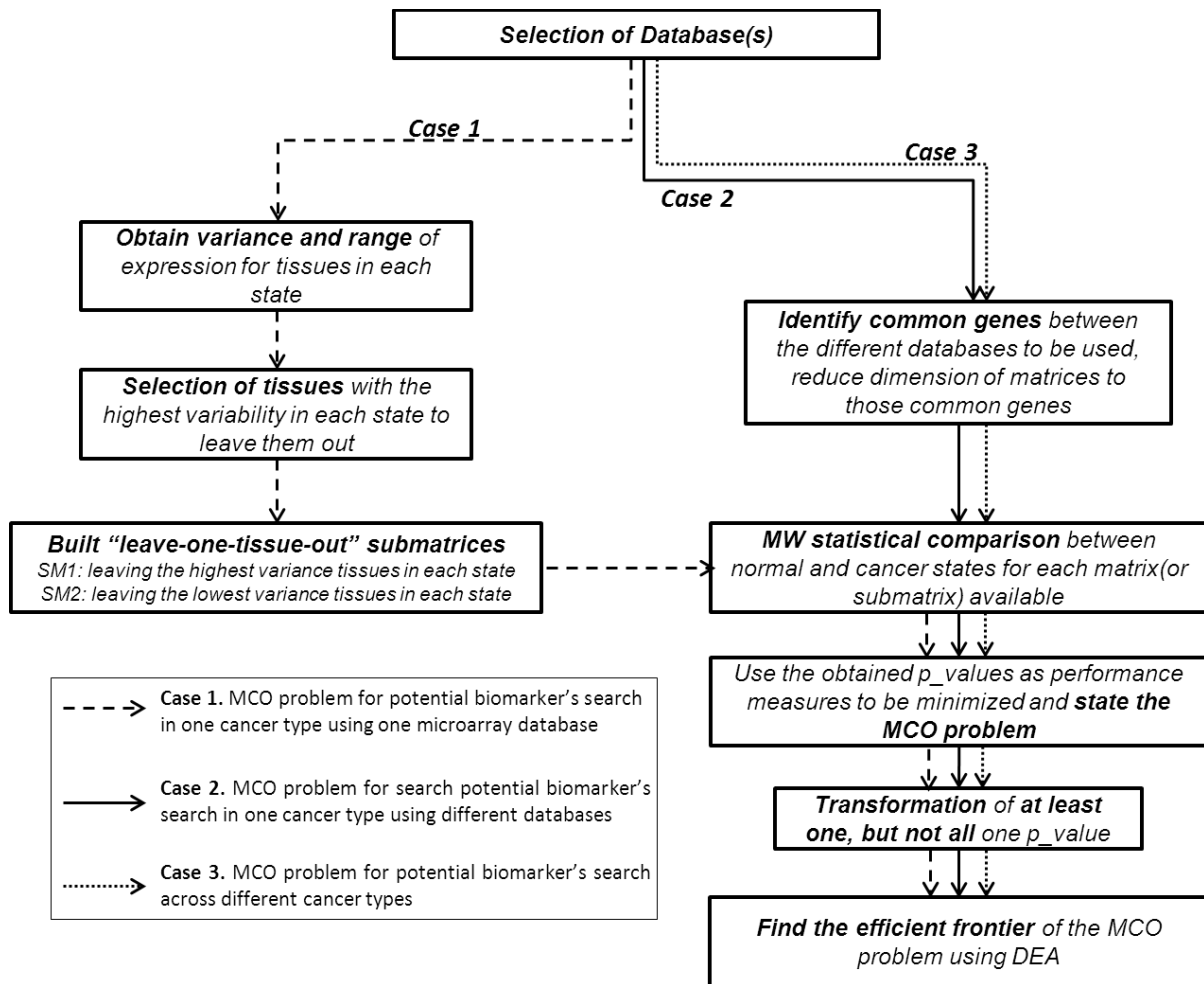 Selection of Database(s)
Case 1
Case 3
Case 2
Obtain variance and range of
expression for tissues in each
state
Selection of tissues with the
highest variability in each state to
leave them out
Built “leave-one-tissue-out” submatrices
SM1: leaving the highest variance tissues in each state
SM2: leaving the lowest variance tissues in each state
Identify common genes between
the different databases to be used,
reduce dimension of matrices to
those common genes
MW statistical comparison between
normal and cancer states for each matrix(or
submatrix) available
Use the obtained p_values as performance
measures to be minimized and state the
MCO problem
Transformation of at least
one, but not all one p_value
Find the efficient frontier of the MCO
problem using DEA
Case 1. MCO problem for potential biomarker’s search
in one cancer type using one microarray database
Case 2. MCO problem for search potential biomarker’s
search in one cancer type using different databases
Case 3. MCO problem for potential biomarker’s search
across different cancer types